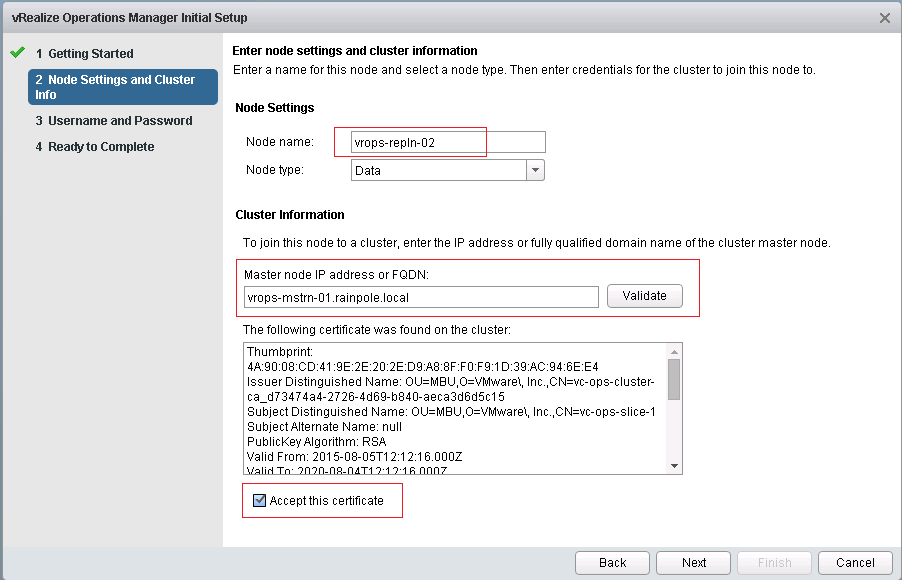 vRealize Operations Manager Initial Setup
1 Getting Started
2 Node Settings and Cluster
Info
3 Username and Password
4 Ready to Complete
Enter node settings and cluster information
Enter a name for this node and select a node type. Then enter credentials for the cluster to join this node to.
Node Settings
Node name: vrops-repln-02
Node type: Data
Cluster Information
To join this node to a cluster, enter the IP address or fully qualified domain name of the cluster master node.
Master node IP address or FQDN:
vrops-mstrn-01.rainpole.local Validate
The following certificate was found on the cluster:
Thumbprint:
4A:90:08:CD:41:9E:2E:20:2E:D9:A8:8F:F0:F9:1D:39:AC:94:6E:E4
Issuer Distinguished Name: OU=MBU,O=VMware\, Inc.,CN=vc-ops-cluster-
ca_d73474a4-2726-4d69-b840-aeca3d6d5c15
Subject Distinguished Name: OU=MBU,O=VMware\, Inc.,CN=vc-ops-slice-1
Subject Alternate Name: null
PublicKey Algorithm: RSA
Valid From: 2015-08-05T12:12:16.000Z
Valid To: 2020-08-04T12:12:16.000Z
Accept this certificate
Back Next Finish Cancel